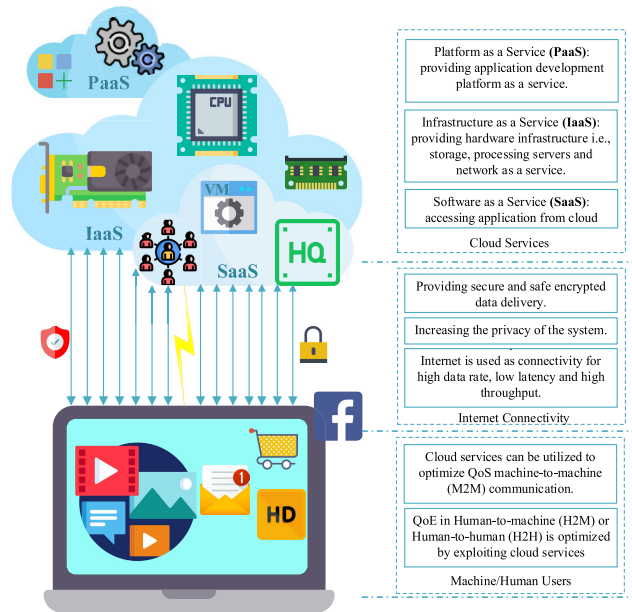 PaaS
CPU
VM
IaaS
SaaS
HQ
f
1
HD
Platform as a Service (PaaS):
providing application development
platform as a service.
Infrastructure as a Service (IaaS):
providing hardware infrastructure i.e.,
storage, processing servers and
network as a service.
Software as a Service (SaaS):
accessing application from cloud
Cloud Services
Providing secure and safe encrypted
data delivery.
Increasing the privacy of the system.
Internet is used as connectivity for
high data rate, low latency and high
throughput.
Internet Connectivity
Cloud services can be utilized to
optimize QoS machine-to-machine
(M2M) communication.
QoE in Human-to-machine (H2M) or
Human-to-human (H2H) is optimized
by exploiting cloud services
Machine/Human Users